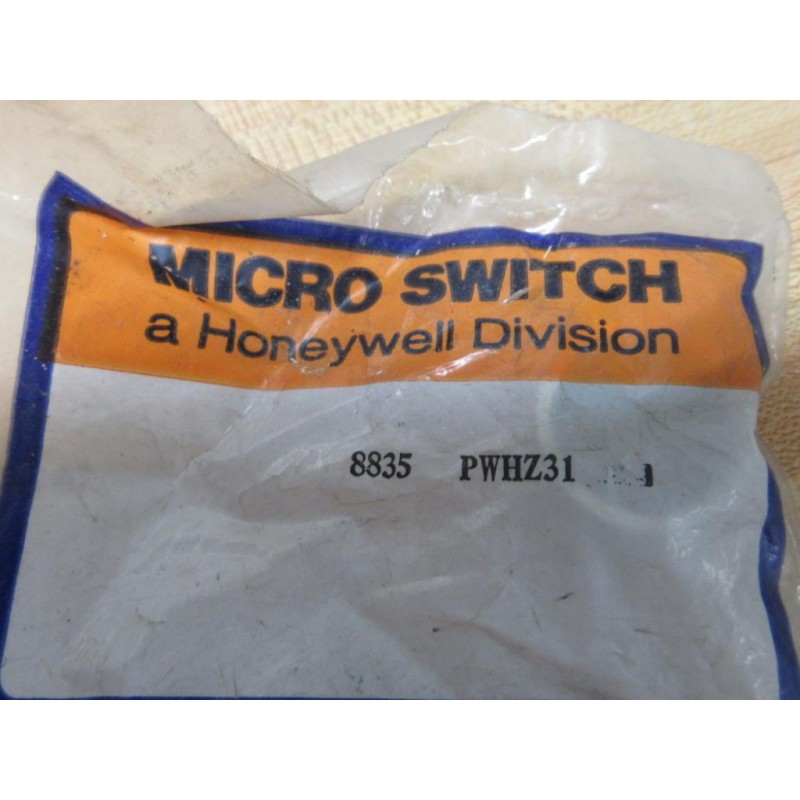 MICRO SWITCH
a Honeywell Division
8835 PWHZ31